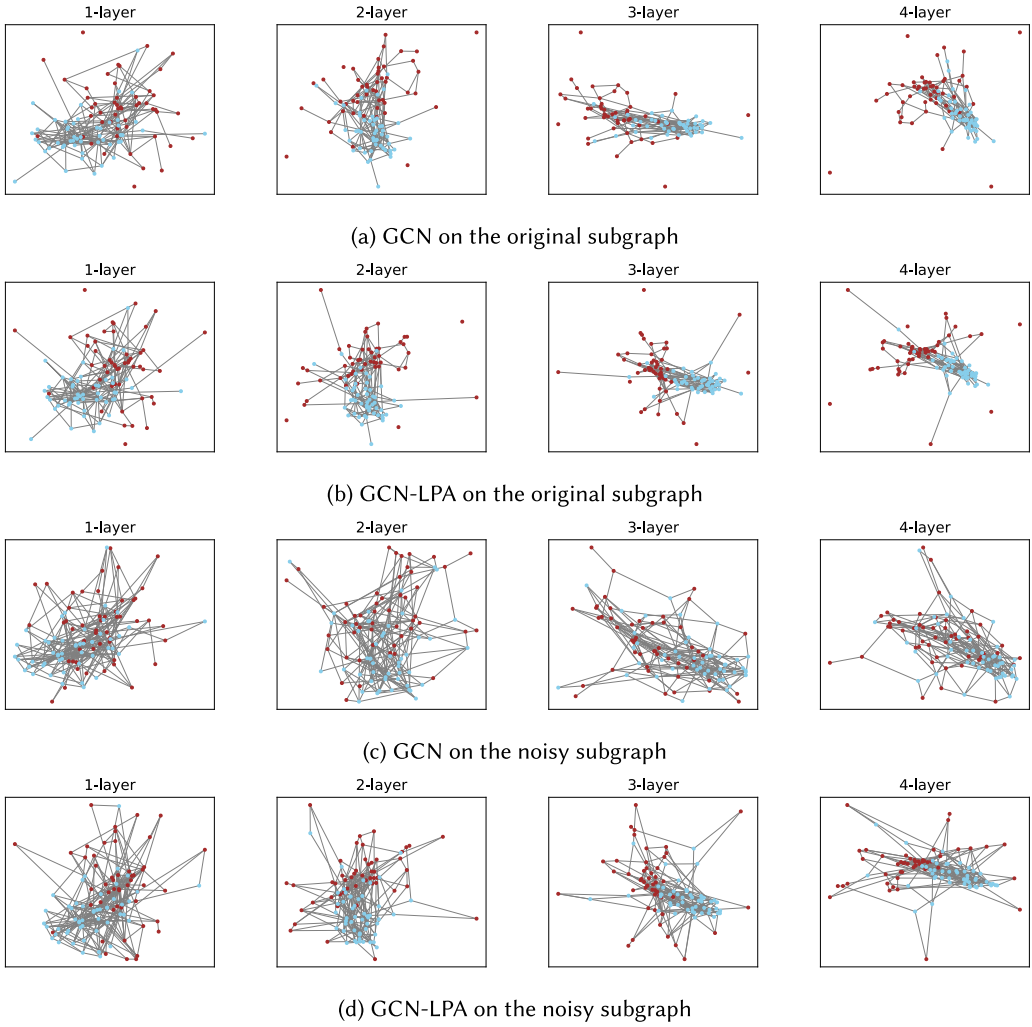 1-layer 2-layer 3-layer 4-layer
(a) GCN on the original subgraph
1-layer 2-layer 3-layer 4-layer
(b) GCN-LPA on the original subgraph
1-layer 2-layer 3-layer 4-layer
(c) GCN on the noisy subgraph
1-layer 2-layer 3-layer 4-layer
(d) GCN-LPA on the noisy subgraph